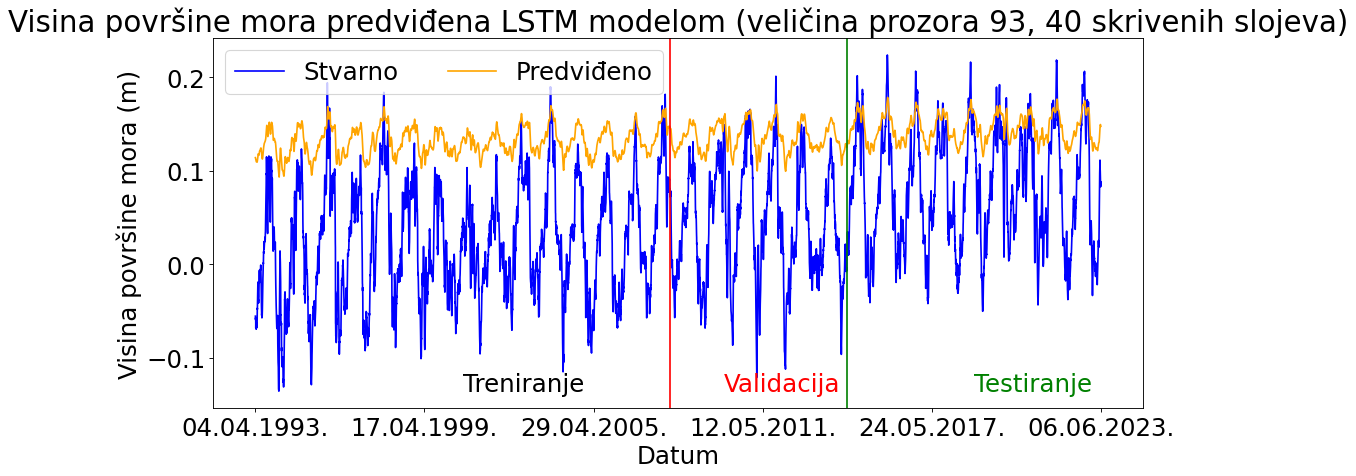 Visina površine mora predviđena LSTM modelom (veličina prozora 93, 40 skrivenih slojeva)
Stvarno Predviđeno
Visina površine mora (m)
0.2
0.1
0.0
−0.1
Treniranje Validacija Testiranje
04.04.1993. 17.04.1999. 29.04.2005. 12.05.2011. 24.05.2017. 06.06.2023.
Datum